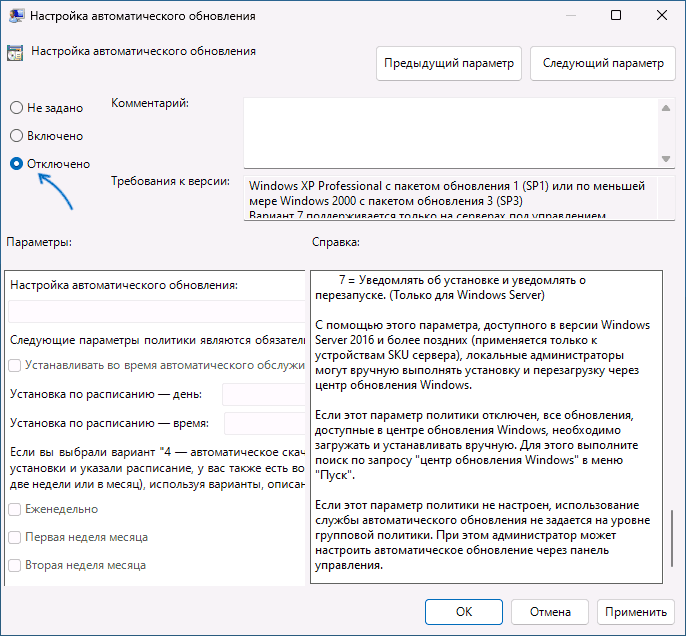 Настройка автоматического обновления
Настройка автоматического обновления
Предыдущий параметр
Следующий параметр
Не задано
Включено
Отключено
Комментарий:
Требования к версии:
Windows XP Professional с пакетом обновления 1 (SP1) или по меньшей
мере Windows 2000 с пакетом обновления 3 (SP3)
Вариант 7 поддерживается только на серверах под управлением
Параметры:
Справка:
Настройка автоматического обновления:
Следующие параметры политики являются обязател
Устанавливать во время автоматического обслужи
Установка по расписанию — день:
Установка по расписанию — время:
Если вы выбрали вариант "4 — автоматическое скач
установки и указали расписание, у вас также есть во
две недели или в месяц), используя варианты, описан
Еженедельно
Первая неделя месяца
Вторая неделя месяца
7 = Уведомлять об установке и уведомлять о
перезапуске. (Только для Windows Server)
С помощью этого параметра, доступного в версии Windows
Server 2016 и более поздних (применяется только к
устройствам SKU сервера), локальные администраторы
могут вручную выполнять установку и перезагрузку через
центр обновления Windows.
Если этот параметр политики отключен, все обновления,
доступные в центре обновления Windows, необходимо
загружать и устанавливать вручную. Для этого выполните
поиск по запросу "центр обновления Windows" в меню
"Пуск".
Если этот параметр политики не настроен, использование
службы автоматического обновления не задается на уровне
групповой политики. При этом администратор может
настроить автоматическое обновление через панель
управления.
ОК
Отмена
Применить